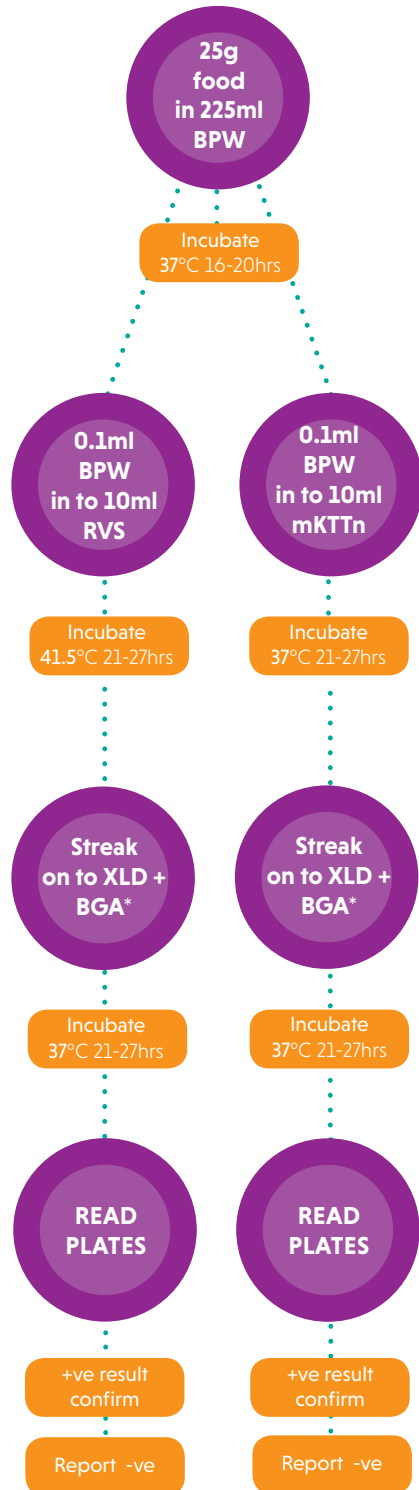 25g
food
in 225ml
BPW
Incubate
37°C 16-20hrs
0.1ml
BPW
in to 10ml
RVS
0.1ml
BPW
in to 10ml
mKTTn
Incubate
41.5°C 21-27hrs
Incubate
37°C 21-27hrs
Streak
on to XLD +
BGA*
Streak
on to XLD +
BGA*
Incubate
37°C 21-27hrs
Incubate
37°C 21-27hrs
READ
PLATES
READ
PLATES
+ve result
confirm
+ve result
confirm
Report -ve
Report -ve